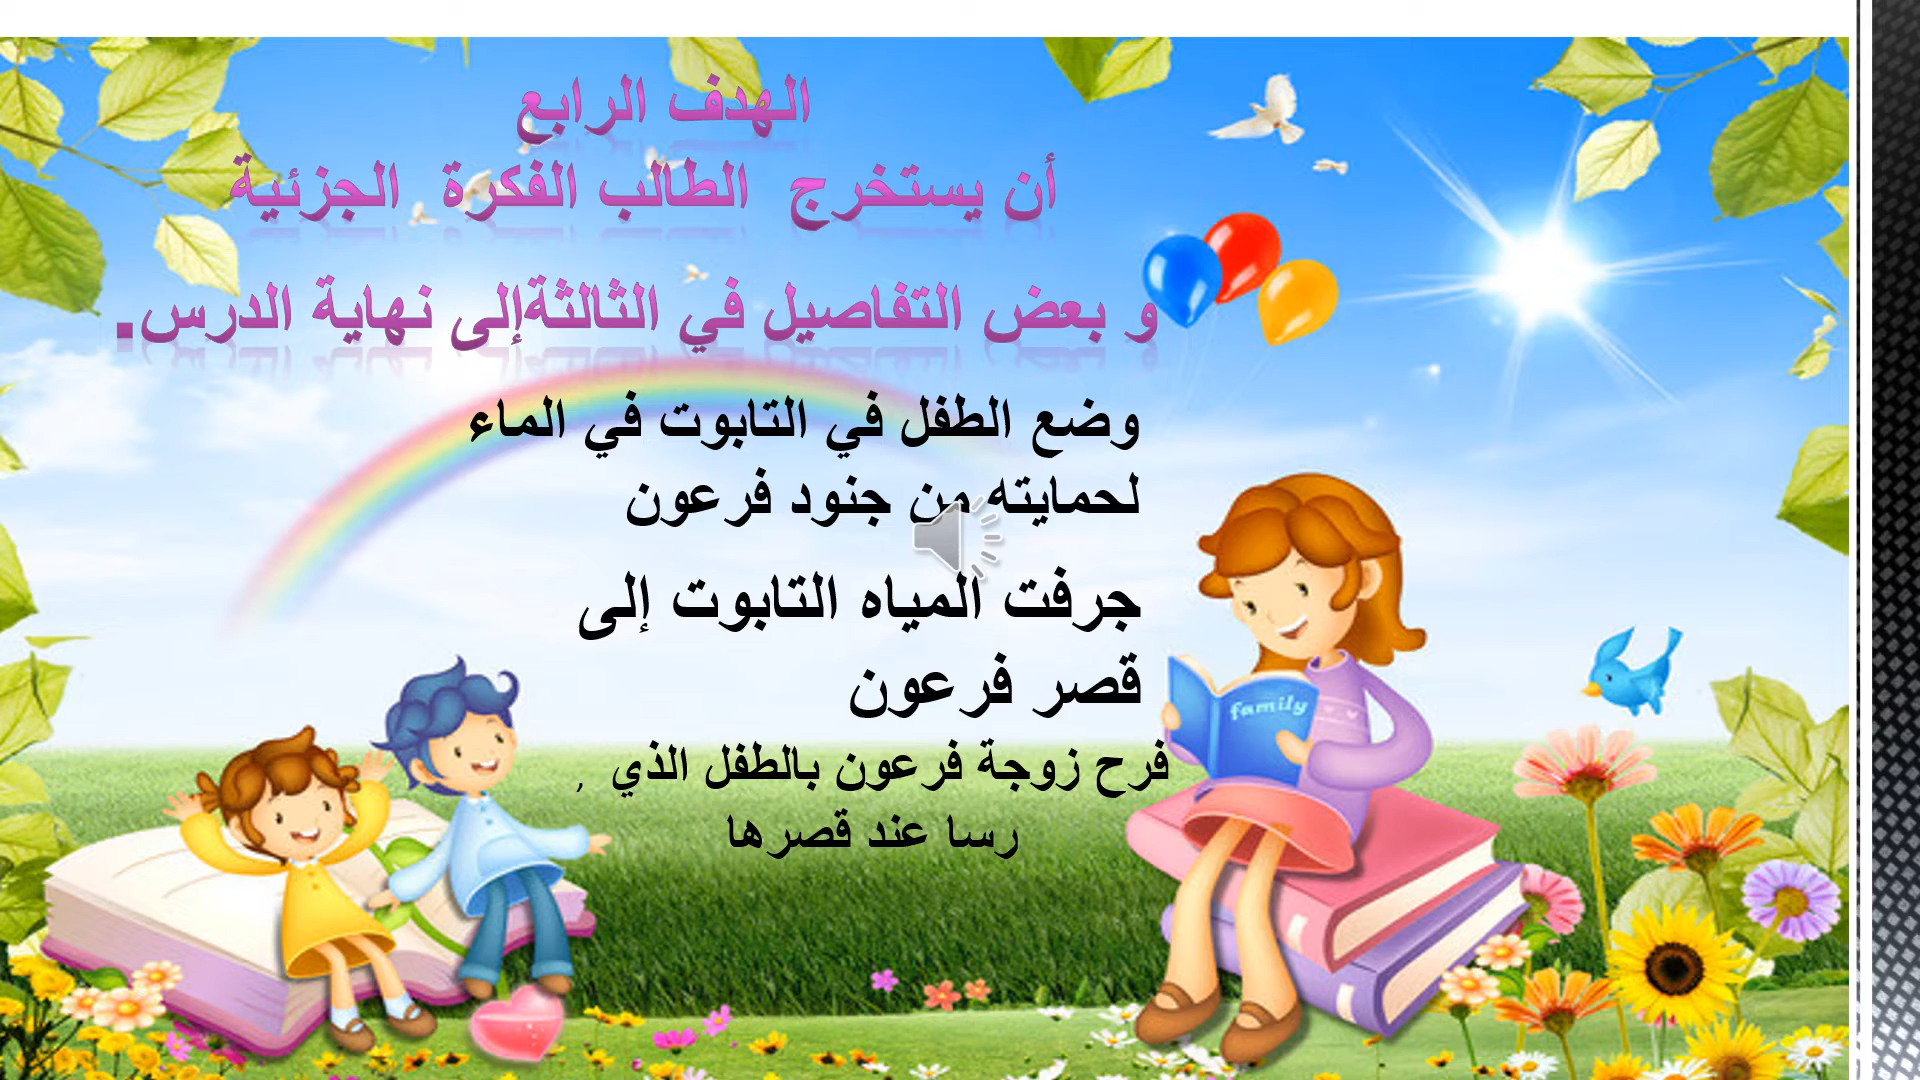 الهدف الرابع
أن يستخرج الطالب الفكرة الجزئية
و بعض التفاصيل في الثالثةإلى نهاية الدرس.
وضع الطفل في التابوت في الماء
لحمايته من جنود فرعون
جرفت المياه التابوت إلى
قصر فرعون
فرح زوجة فرعون بالطفل الذي ,
رسا عند قصرها
family